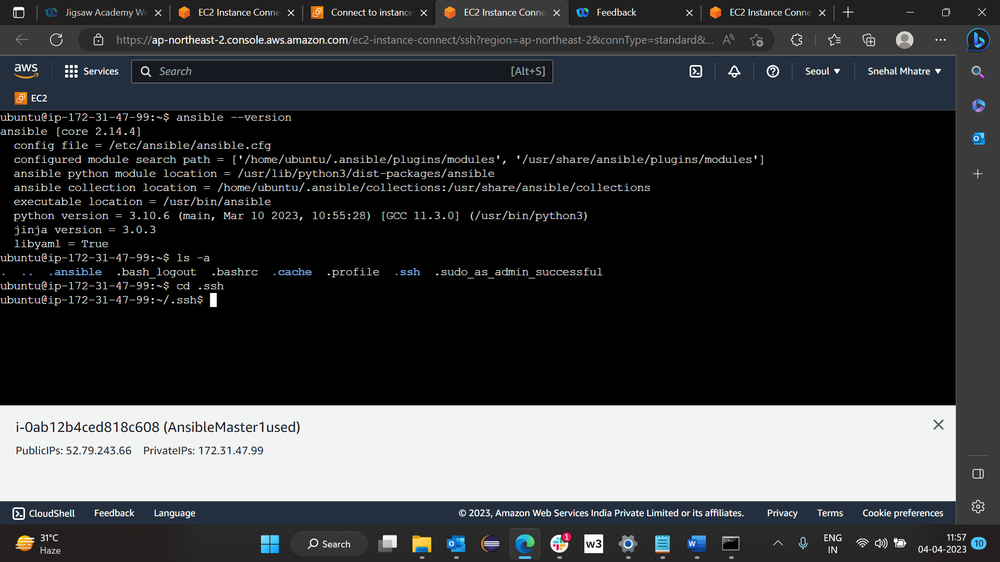 Jigsaw Academy We
EC2 Instance Conne
Connect to instance
EC2 Instance Conne
Feedback
EC2 Instance Conne
https://ap-northeast-2.console.aws.amazon.com/ec2-instance-connect/ssh?region=ap-northeast-2&connType=standard&...
aws
Services
Search
[Alt+S]
Seoul
Snehal Mhatre
EC2
ubuntu@ip-172-31-47-99:~$ ansible --version
ansible [core 2.14.4]
config file = /etc/ansible/ansible.cfg
configured module search path = ['/home/ubuntu/.ansible/plugins/modules', '/usr/share/ansible/plugins/modules']
ansible python module location = /usr/lib/python3/dist-packages/ansible
ansible collection location = /home/ubuntu/.ansible/collections:/usr/share/ansible/collections
executable location = /usr/bin/ansible
python version = 3.10.6 (main, Mar 10 2023, 10:55:28) [GCC 11.3.0] (/usr/bin/python3)
jinja version = 3.0.3
libyaml = True
ubuntu@ip-172-31-47-99:~$ ls -a
. .. .ansible .bash_logout .bashrc .cache .profile .ssh .sudo_as_admin_successful
ubuntu@ip-172-31-47-99:~$ cd .ssh
ubuntu@ip-172-31-47-99:~/.ssh$
i-0ab12b4ced818c608 (AnsibleMaster1used)
PublicIPs: 52.79.243.66 PrivateIPs: 172.31.47.99
CloudShell Feedback Language © 2023, Amazon Web Services India Private Limited or its affiliates. Privacy Terms Cookie preferences
31°C
Haze
Search
1
w3
ENG
IN
11:57
04-04-2023
10